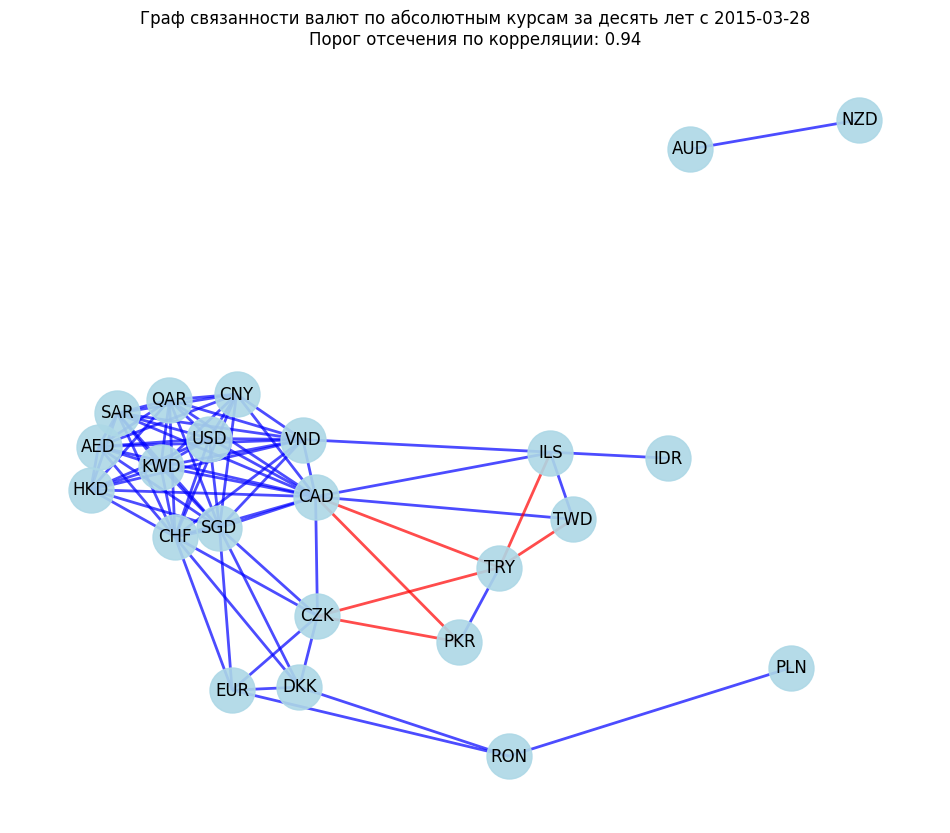 Граф связанности валют по абсолютным курсам за десять лет с 2015-03-28
Порог отсечения по корреляции: 0.94
NZD
AUD
CNY
QAR
SAR
USD
VND
AED
ILS
IDR
KWD
HKD
CAD
TWD
SGD
CHF
TRY
CZK
PKR
PLN
DKK
EUR
RON